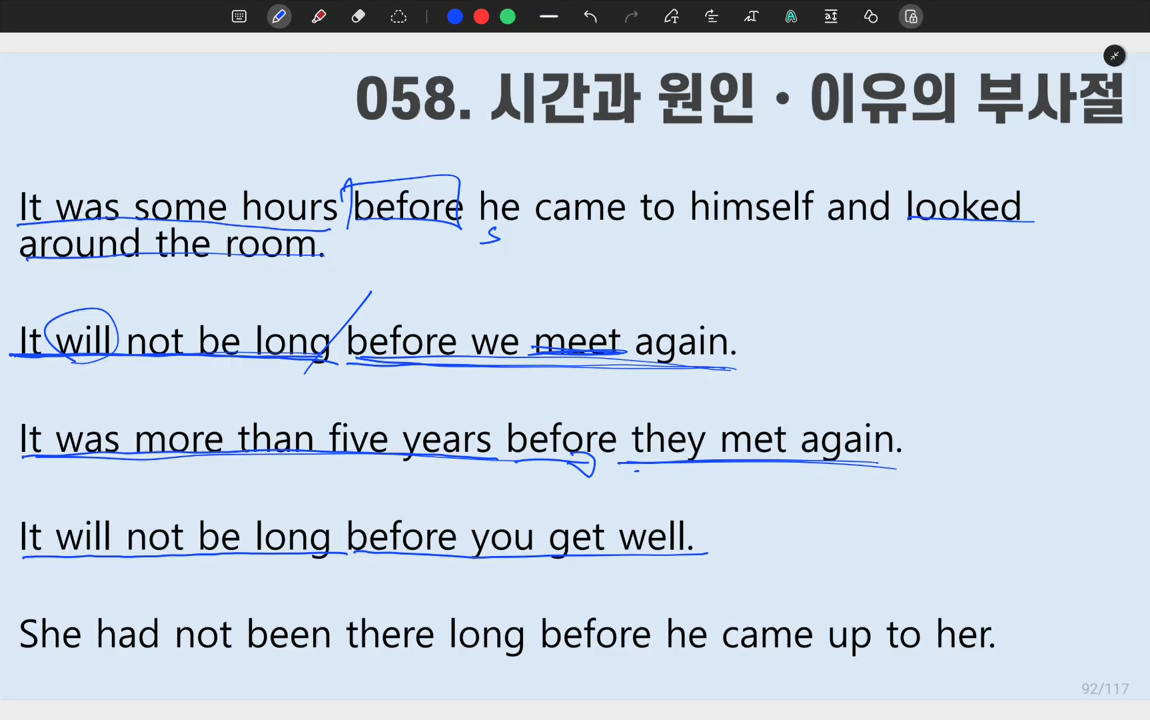 058. 시간과 원인・이유의 부사절
It was some hours before he came to himself and looked
s
around the room.
It will not be long before we meet again.
It was more than five years before they met again.
It will not be long before you get well.
She had not been there long before he came up to her.
92/117